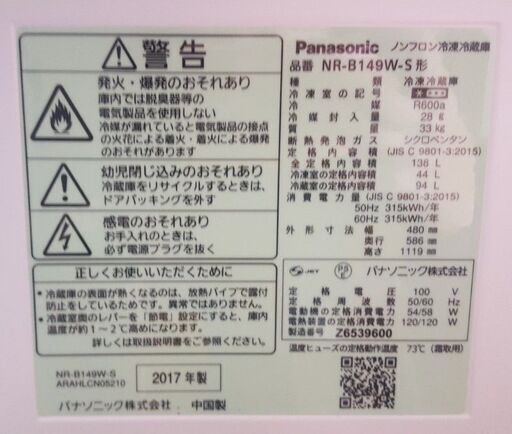 警告
発火・爆発のおそれあり
庫内では脱臭器等の
電気製品を使用しない
冷媒が漏れていると電気製品の接点
の火花による着火・着火による爆発
のおそれあり
幼児閉じ込みのおそれあり
冷蔵庫をリサイクルするときは、
ドアパッキングを外す
感電のおそれあり
お手入れのときは、
必ず電源プラグを抜く
正しくお使いいただくために
・冷蔵庫の表面が熱くなるのは、放熱パイプで露付
防止をしているためです。異常ではありません。
・冷蔵室奥のレバーを「節電」設定にすると、庫内
温度が約1~2℃高めになります。
詳しくは取扱説明書をご参照ください。
NR-B149W-S
ARAHLCN05210
2017年製
パナソニック株式会社 中国製
Panasonic ノンフロン冷凍冷蔵庫
品番 NR-B149W-S形
種類 冷凍冷蔵庫
冷凍室の記号
冷媒 R600a
冷媒封入量 28 g
質量 33 kg
断熱発泡ガス シクロペンタン
定格内容積 (JIS C 9801-3:2015)
全定格内容積 138 L
冷凍室の定格内容積 44 L
冷蔵室の定格内容積 94 L
消費電力量 (JIS C 9801-3:2015)
50Hz 315kWh/年
60Hz 315kWh/年
外形寸法 幅 480 mm
奥行 586 mm
高さ 1119 mm
JET PSE パナソニック株式会社
定格電圧 100 V
定格周波数 50/60 Hz
電動機の定格消費電力 54/58 W
電熱装置の定格消費電力 120/120 W
製造番号 Z6539600
温度ヒューズの定格動作温度 73℃(霜取用)